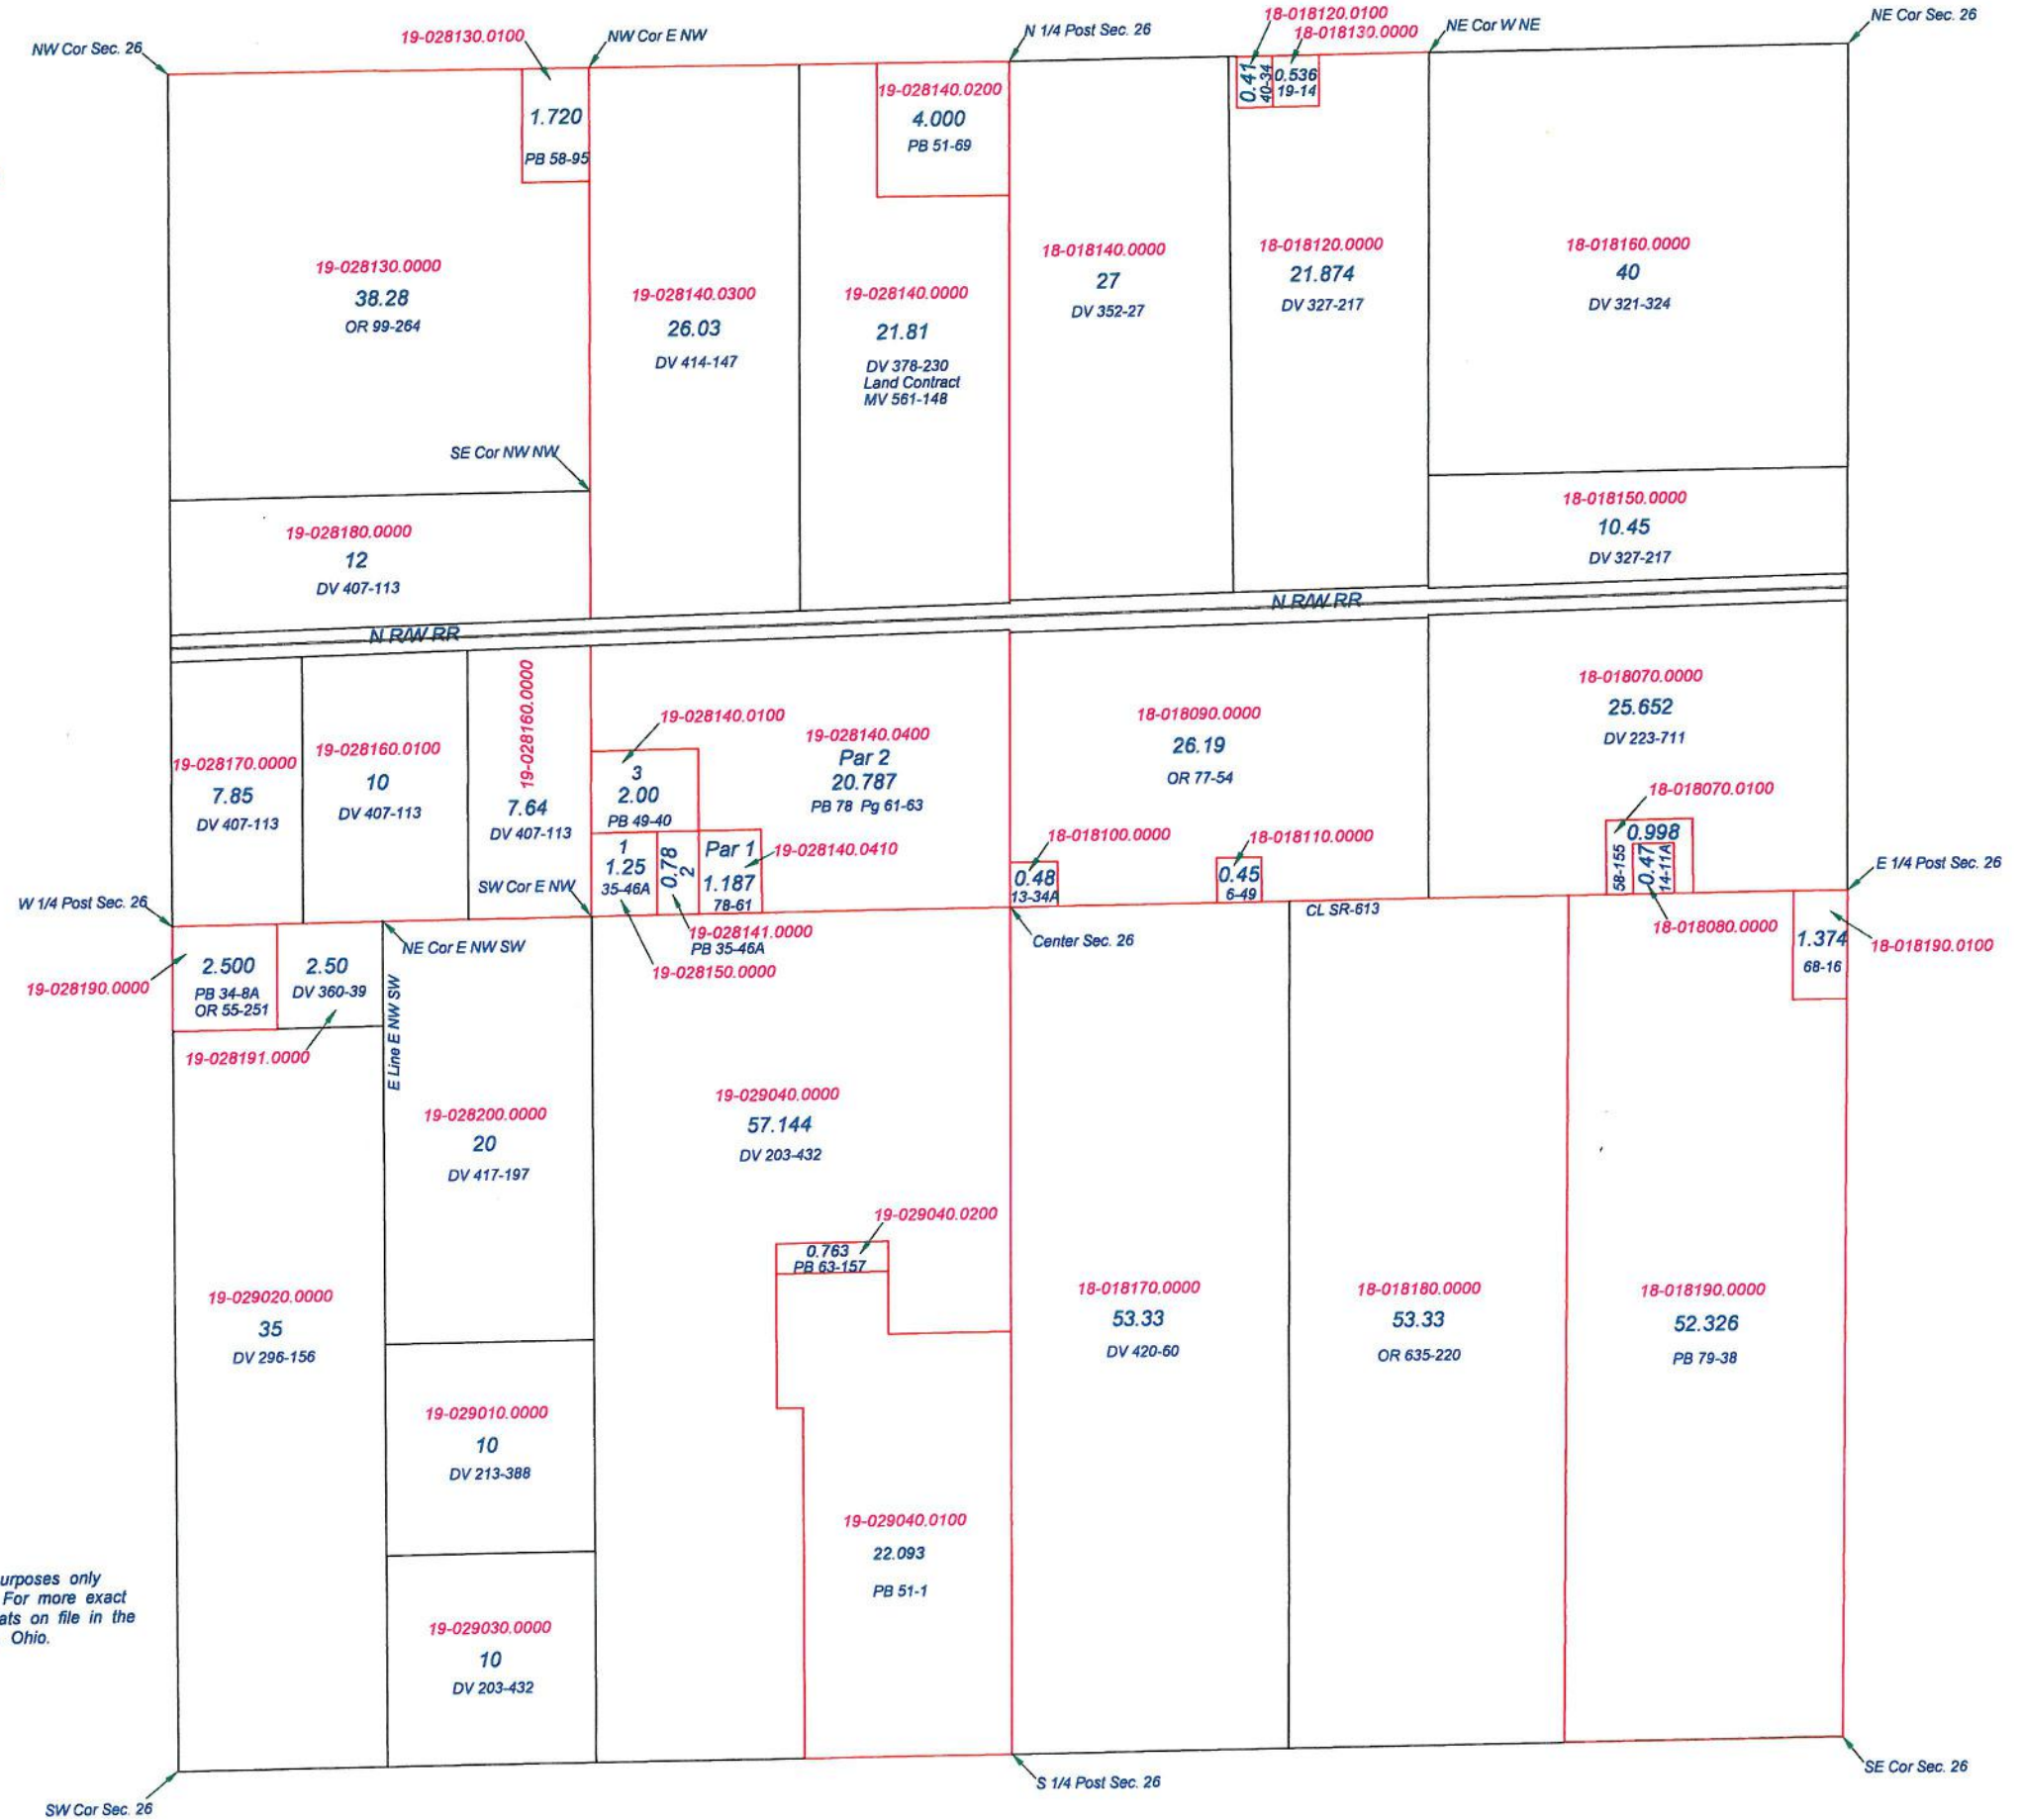 NW Cor Sec. 26
19-028130.0100
NW Cor E NW
N 1/4 Post Sec. 26
18-018120.0100
18-018130.0000
NE Cor W NE
NE Cor Sec. 26
1.720
PB 58-95
19-028140.0200
4.000
PB 51-69
0.41
40-34
0.536
19-14
19-028130.0000
38.28
OR 99-264
19-028140.0300
26.03
DV 414-147
19-028140.0000
21.81
DV 378-230
Land Contract
MV 561-148
18-018140.0000
27
DV 352-27
18-018120.0000
21.874
DV 327-217
18-018160.0000
40
DV 321-324
SE Cor NW NW
19-028180.0000
12
DV 407-113
18-018150.0000
10.45
DV 327-217
N R/W RR
N R/W RR
19-028170.0000
7.85
DV 407-113
19-028160.0100
10
DV 407-113
19-028160.0000
7.64
DV 407-113
19-028140.0100
3
2.00
PB 49-40
19-028140.0400
Par 2
20.787
PB 78 Pg 61-63
18-018090.0000
26.19
OR 77-54
18-018070.0000
25.652
DV 223-711
18-018070.0100
0.998
58-155
0.47
14-11A
1
1.25
35-46A
0.78
2
Par 1
1.187
78-61
19-028140.0410
18-018100.0000
0.48
13-34A
18-018110.0000
0.45
6-49
E 1/4 Post Sec. 26
SW Cor E NW
W 1/4 Post Sec. 26
19-028141.0000
PB 35-46A
19-028150.0000
Center Sec. 26
CL SR-613
18-018080.0000
1.374
68-16
18-018190.0100
NE Cor E NW SW
19-028190.0000
2.500
PB 34-8A
OR 55-251
2.50
DV 360-39
19-028191.0000
E Line E NW SW
19-028200.0000
20
DV 417-197
19-029040.0000
57.144
DV 203-432
19-029040.0200
0.763
PB 63-157
19-029020.0000
35
DV 296-156
18-018170.0000
53.33
DV 420-60
18-018180.0000
53.33
OR 635-220
18-018190.0000
52.326
PB 79-38
19-029010.0000
10
DV 213-388
19-029040.0100
22.093
PB 51-1
urposes only
For more exact
ats on file in the
Ohio.
19-029030.0000
10
DV 203-432
SW Cor Sec. 26
S 1/4 Post Sec. 26
SE Cor Sec. 26